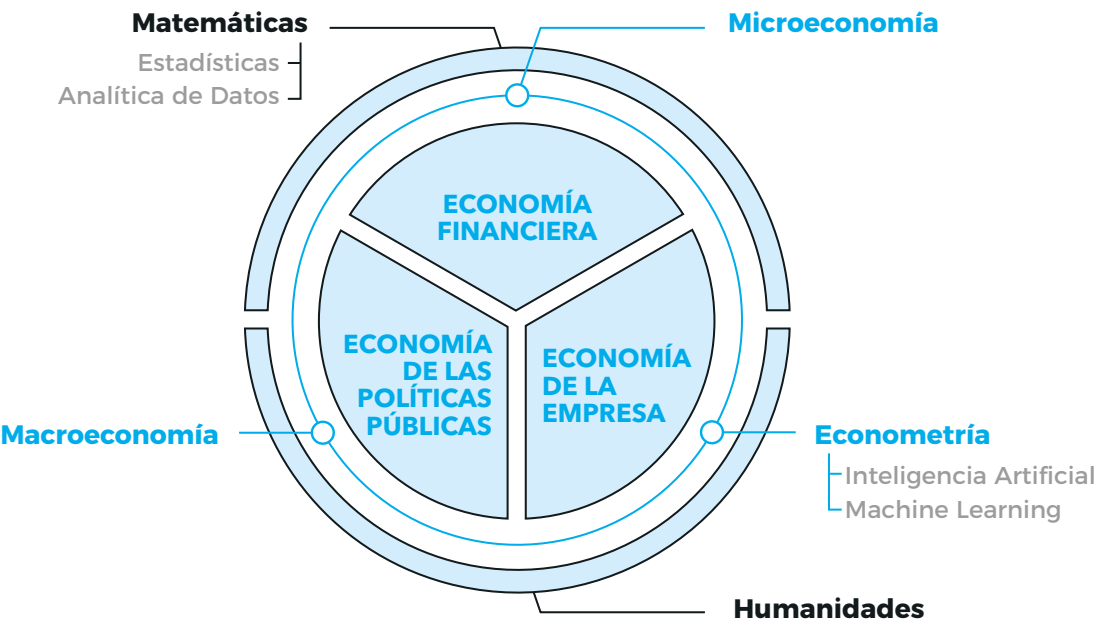 Matemáticas
Estadísticas
Analítica de Datos
Microeconomía
ECONOMÍA
FINANCIERA
ECONOMÍA
DE LAS
POLÍTICAS
PÚBLICAS
ECONOMÍA
DE LA
EMPRESA
Macroeconomía
Econometría
Inteligencia Artificial
Machine Learning
Humanidades